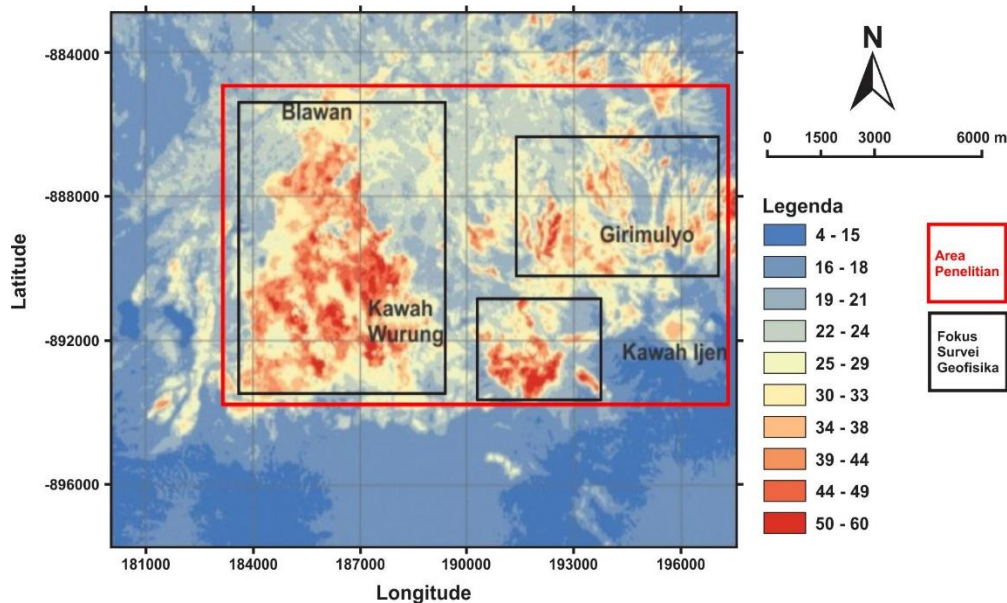 -884000
-888000
-892000
-896000
Latitude
Blawan
Kawah
Wurung
Girimulyo
Kawah Ijen
181000
184000
187000
190000
193000
196000
Longitude
N
0 1500 3000 6000 m
Legenda
4 - 15
16 - 18
19 - 21
22 - 24
25 - 29
30 - 33
34 - 38
39 - 44
44 - 49
50 - 60
Area
Penelitian
Fokus
Survei
Geofisika